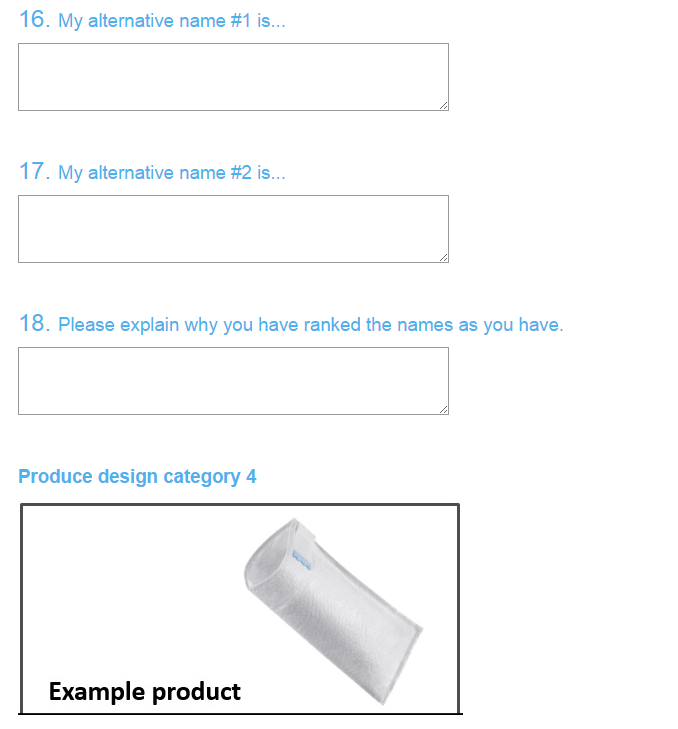 16. My alternative name #1 is...
17. My alternative name #2 is...
18. Please explain why you have ranked the names as you have.
Produce design category 4
Example product